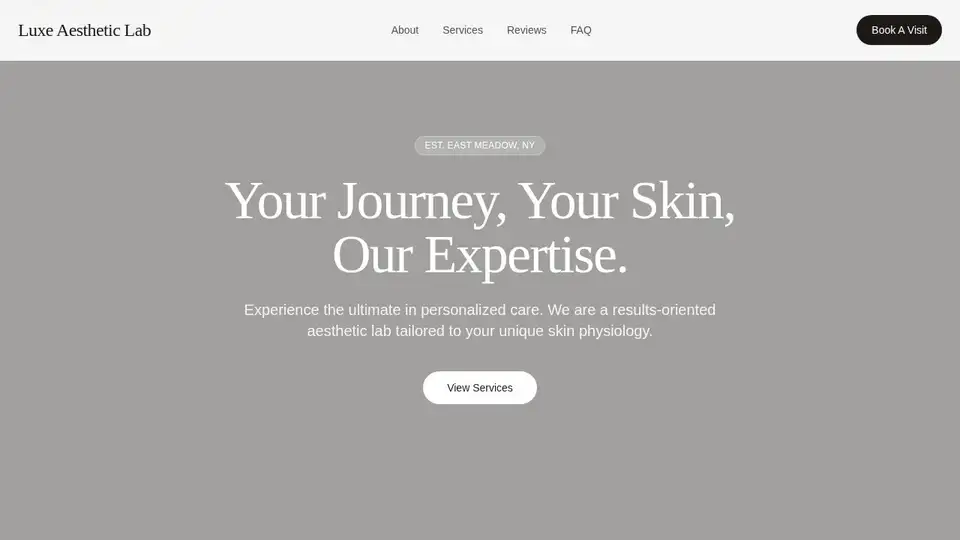 Luxe Aesthetic Lab
About
Services
Reviews
FAQ
Book A Visit
EST. EAST MEADOW, NY
Your Journey, Your Skin,
Our Expertise.
Experience the ultimate in personalized care. We are a results-oriented
aesthetic lab tailored to your unique skin physiology.
View Services